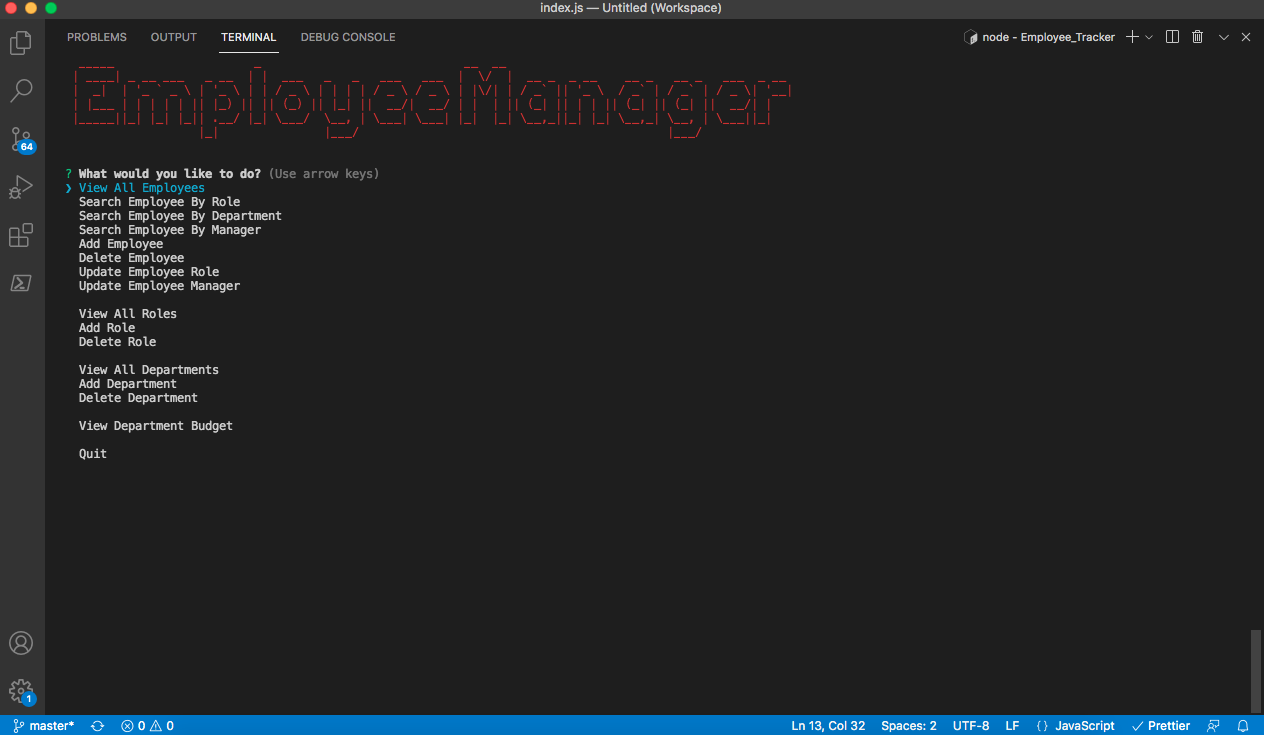 index.js — Untitled (Workspace)
PROBLEMS OUTPUT TERMINAL DEBUG CONSOLE node - Employee_Tracker
EmployeeManager
? What would you like to do? (Use arrow keys)
❯ View All Employees
Search Employee By Role
Search Employee By Department
Search Employee By Manager
Add Employee
Delete Employee
Update Employee Role
Update Employee Manager
View All Roles
Add Role
Delete Role
View All Departments
Add Department
Delete Department
View Department Budget
Quit
64
1
master* 0 0 Ln 13, Col 32 Spaces: 2 UTF-8 LF {} JavaScript Prettier